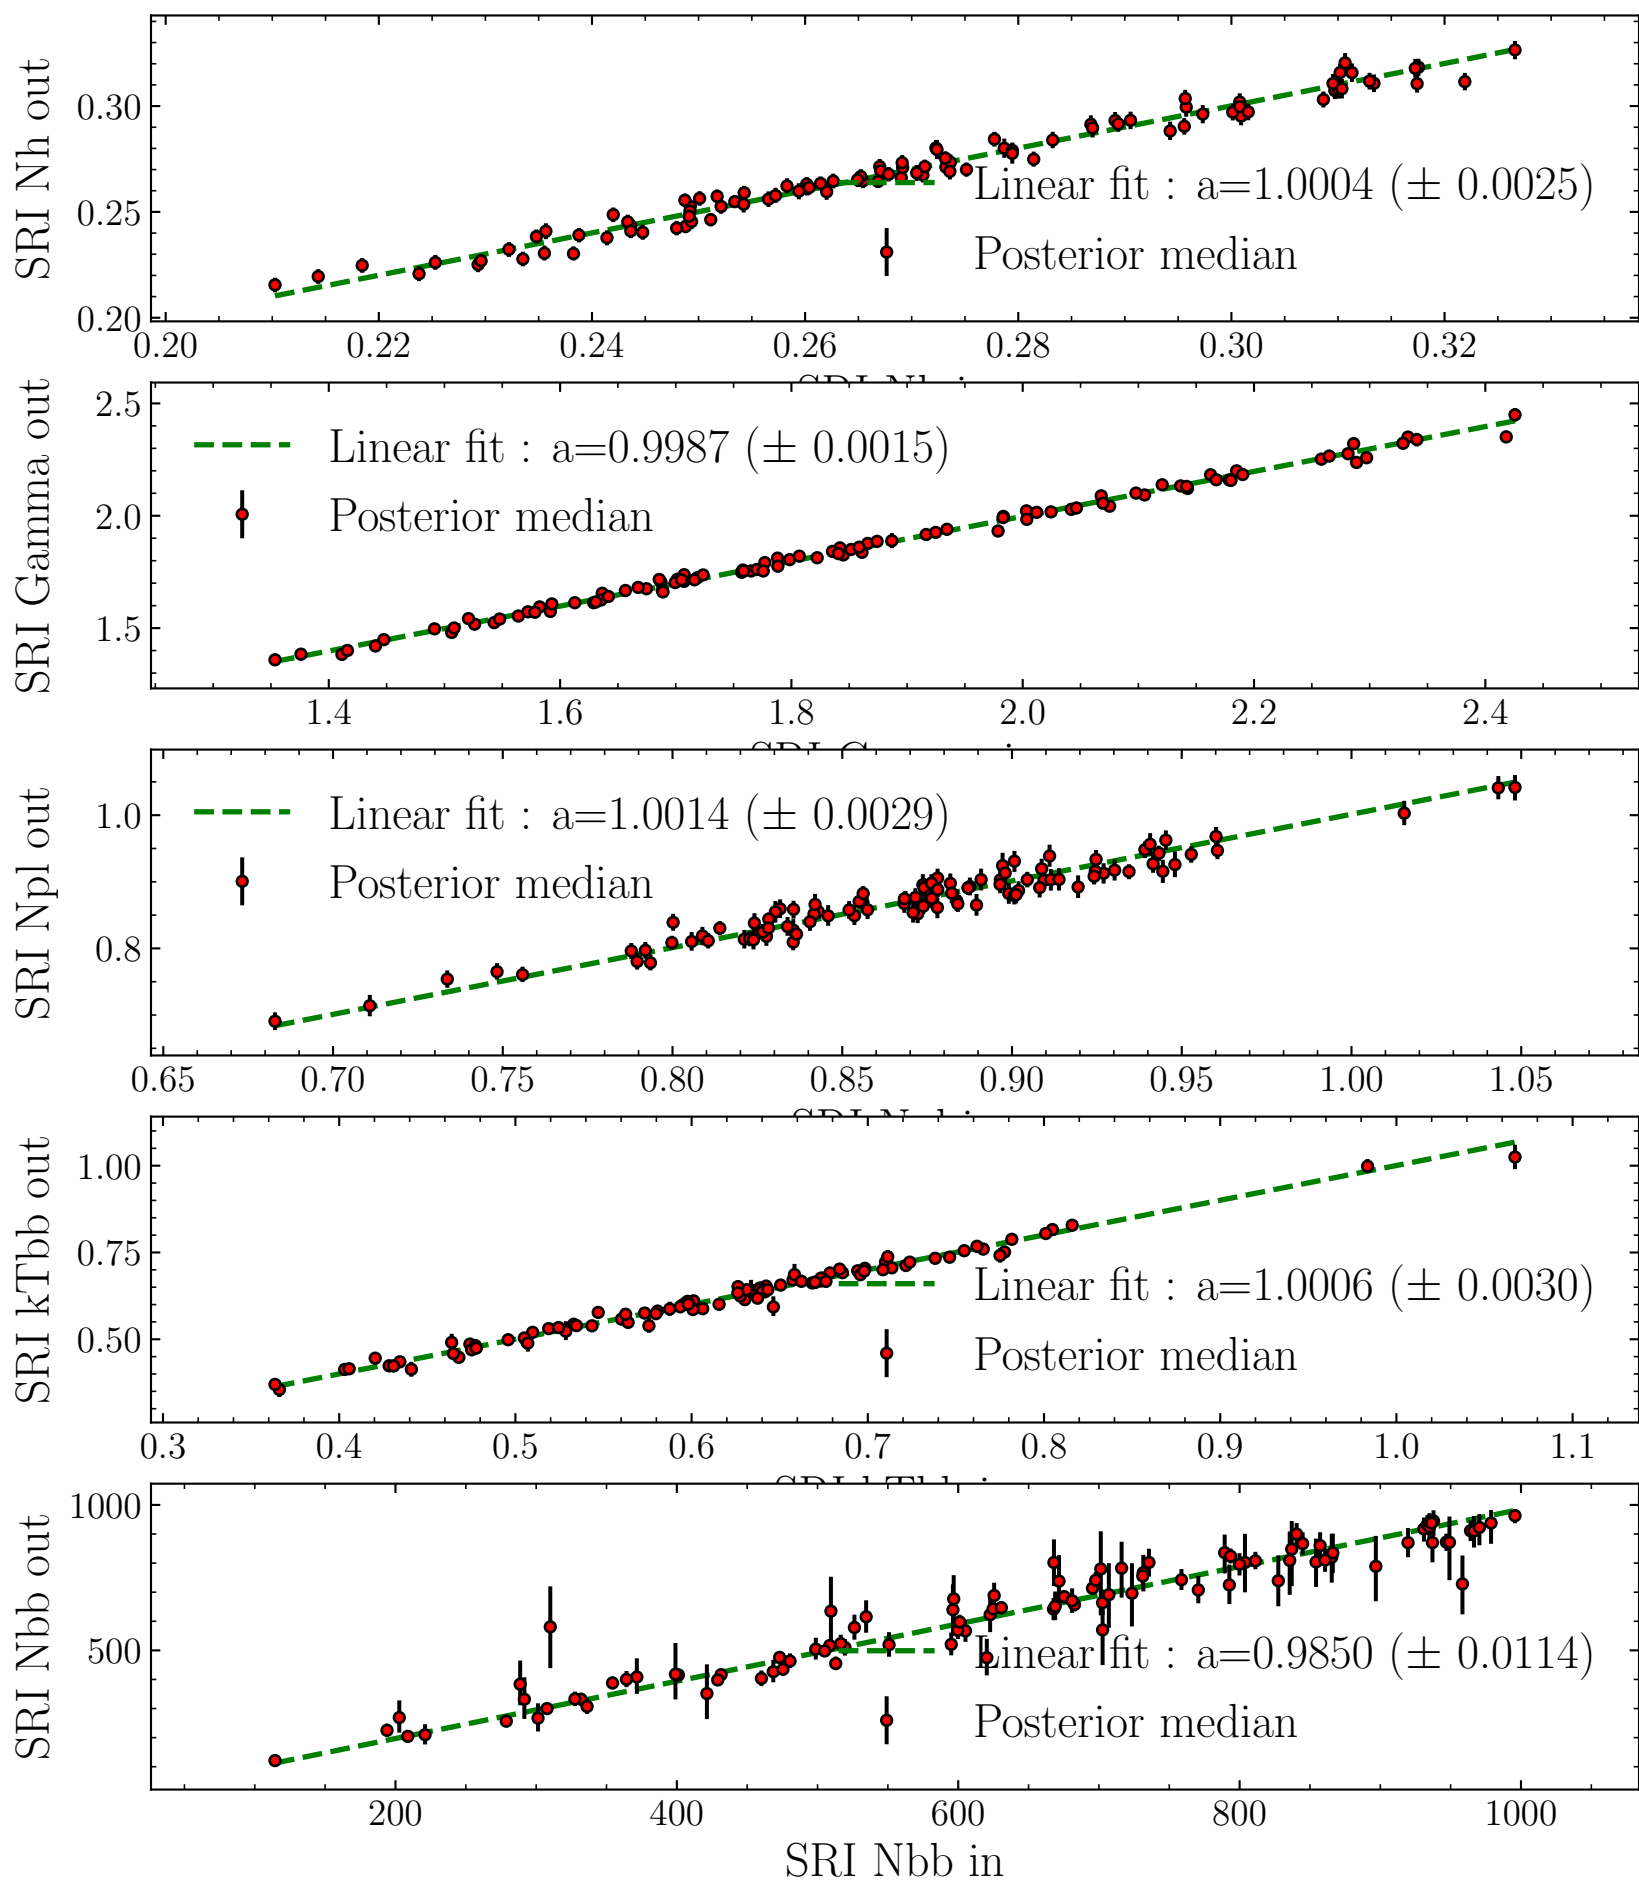 SRI Nh out
0.30
0.25
0.20
Linear fit : a=1.0004 (± 0.0025)
Posterior median
0.20 0.22 0.24 0.26 0.28 0.30 0.32
SRI Gamma out
2.5
2.0
1.5
Linear fit : a=0.9987 (± 0.0015)
Posterior median
1.4 1.6 1.8 2.0 2.2 2.4
SRI Npl out
1.0
0.8
Linear fit : a=1.0014 (± 0.0029)
Posterior median
0.65 0.70 0.75 0.80 0.85 0.90 0.95 1.00 1.05
SRI kTbb out
1.00
0.75
0.50
Linear fit : a=1.0006 (± 0.0030)
Posterior median
0.3 0.4 0.5 0.6 0.7 0.8 0.9 1.0 1.1
SRI Nbb out
1000
500
Linear fit : a=0.9850 (± 0.0114)
Posterior median
200 400 600 800 1000
SRI Nbb in